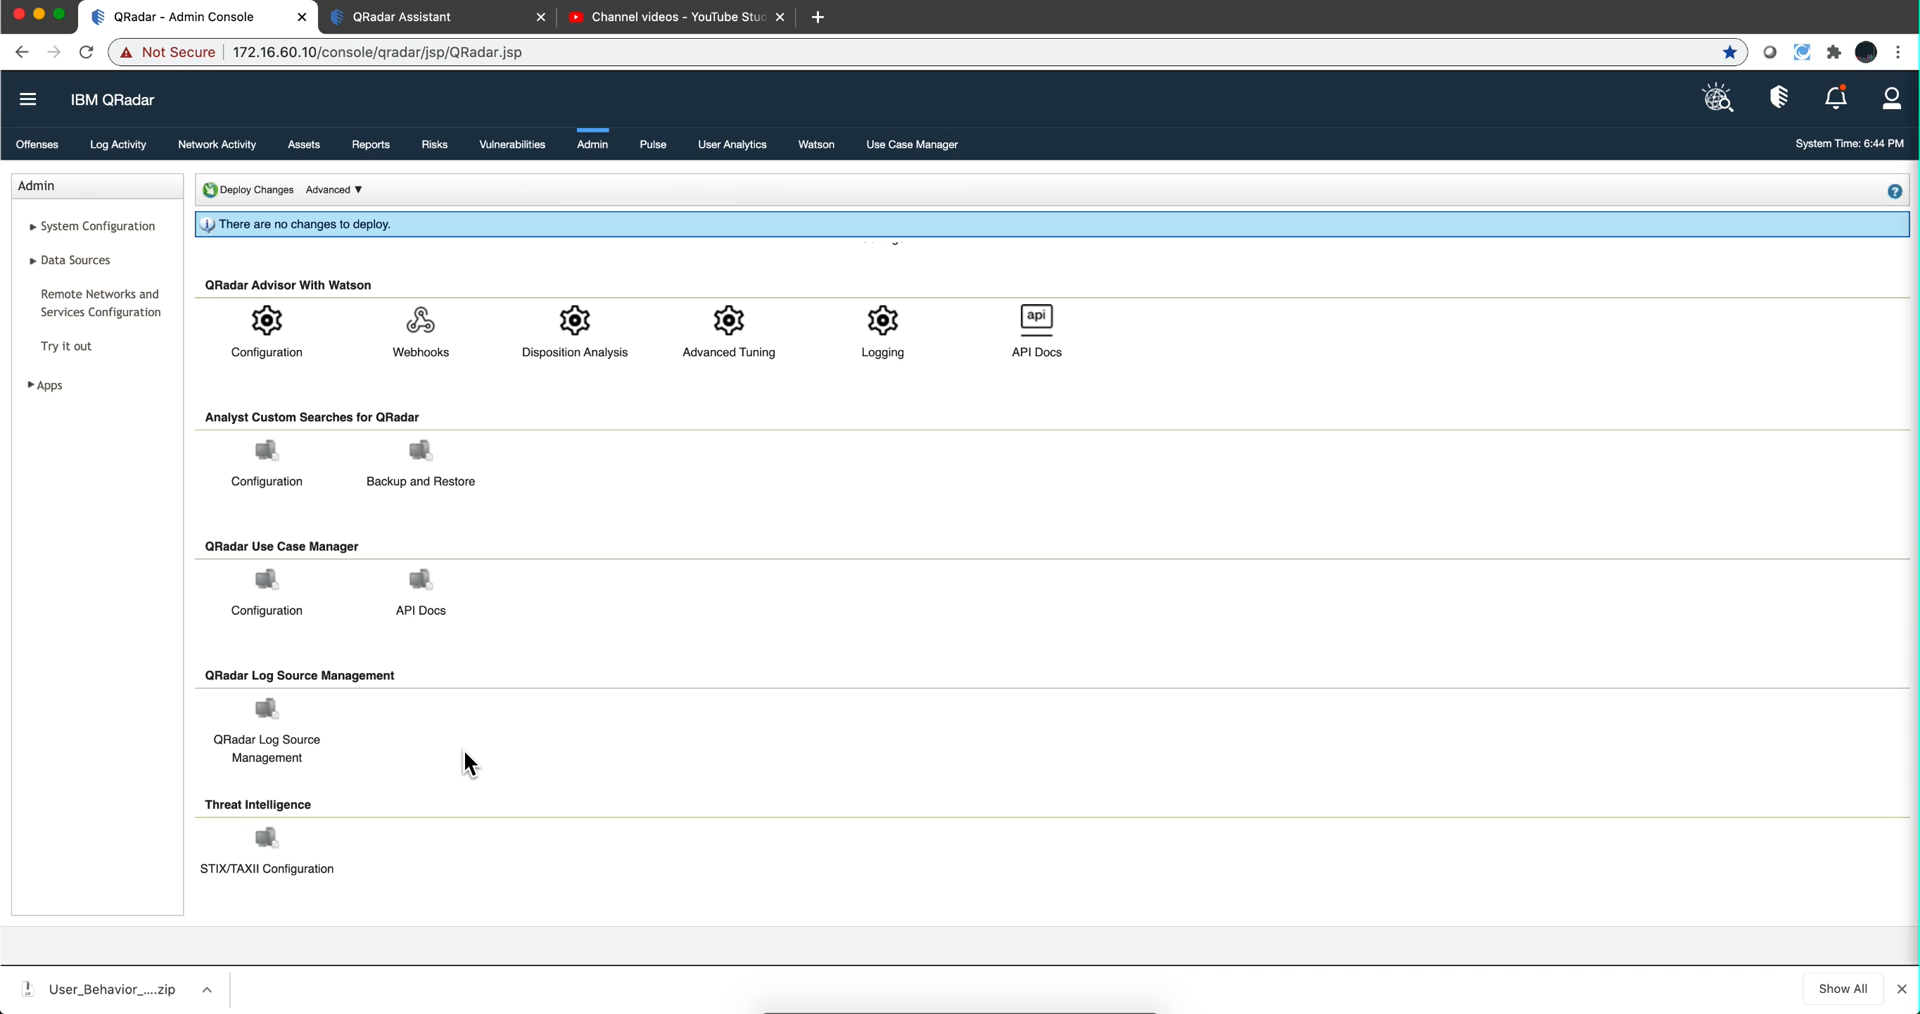 QRadar - Admin Console
QRadar Assistant
Channel videos - YouTube Stud
Not Secure
172.16.60.10/console/qradar/jsp/QRadar.jsp
IBM QRadar
Offenses Log Activity Network Activity Assets Reports Risks Vulnerabilities Admin Pulse User Analytics Watson Use Case Manager
System Time: 6:44 PM
Admin
System Configuration
Data Sources
Remote Networks and
Services Configuration
Try it out
Apps
Deploy Changes Advanced ▼
There are no changes to deploy.
QRadar Advisor With Watson
api
Configuration Webhooks Disposition Analysis Advanced Tuning Logging API Docs
Analyst Custom Searches for QRadar
Configuration Backup and Restore
QRadar Use Case Manager
Configuration API Docs
QRadar Log Source Management
QRadar Log Source
Management
Threat Intelligence
STIX/TAXII Configuration
User_Behavior_....zip
Show All